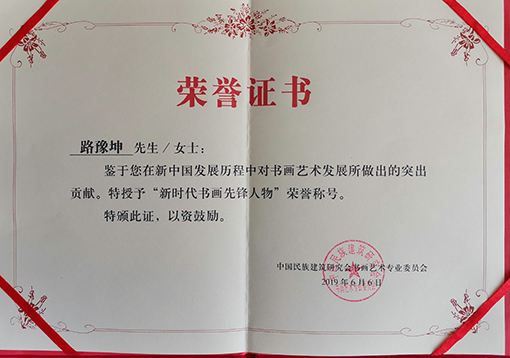 荣誉证书
路豫坤 先生/女士：
鉴于您在新中国发展历程中对书画艺术发展所做出的突出
贡献。特授予“新时代书画先锋人物”荣誉称号。
特颁此证，以资鼓励。
中国民族建筑研究会书画艺术专业委员会
2019年6月6日